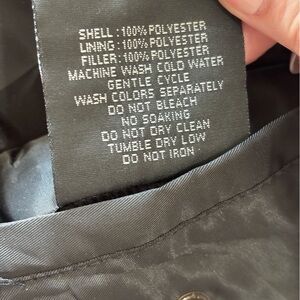 SHELL:100%POLYESTER
LINING:100%POLYESTER
FILLER:100%POLYESTER
MACHINE WASH COLD WATER
GENTLE CYCLE
WASH COLORS SEPARATELY
DO NOT BLEACH
NO SOAKING
DO NOT DRY CLEAN
TUMBLE DRY LOW
DO NOT IRON